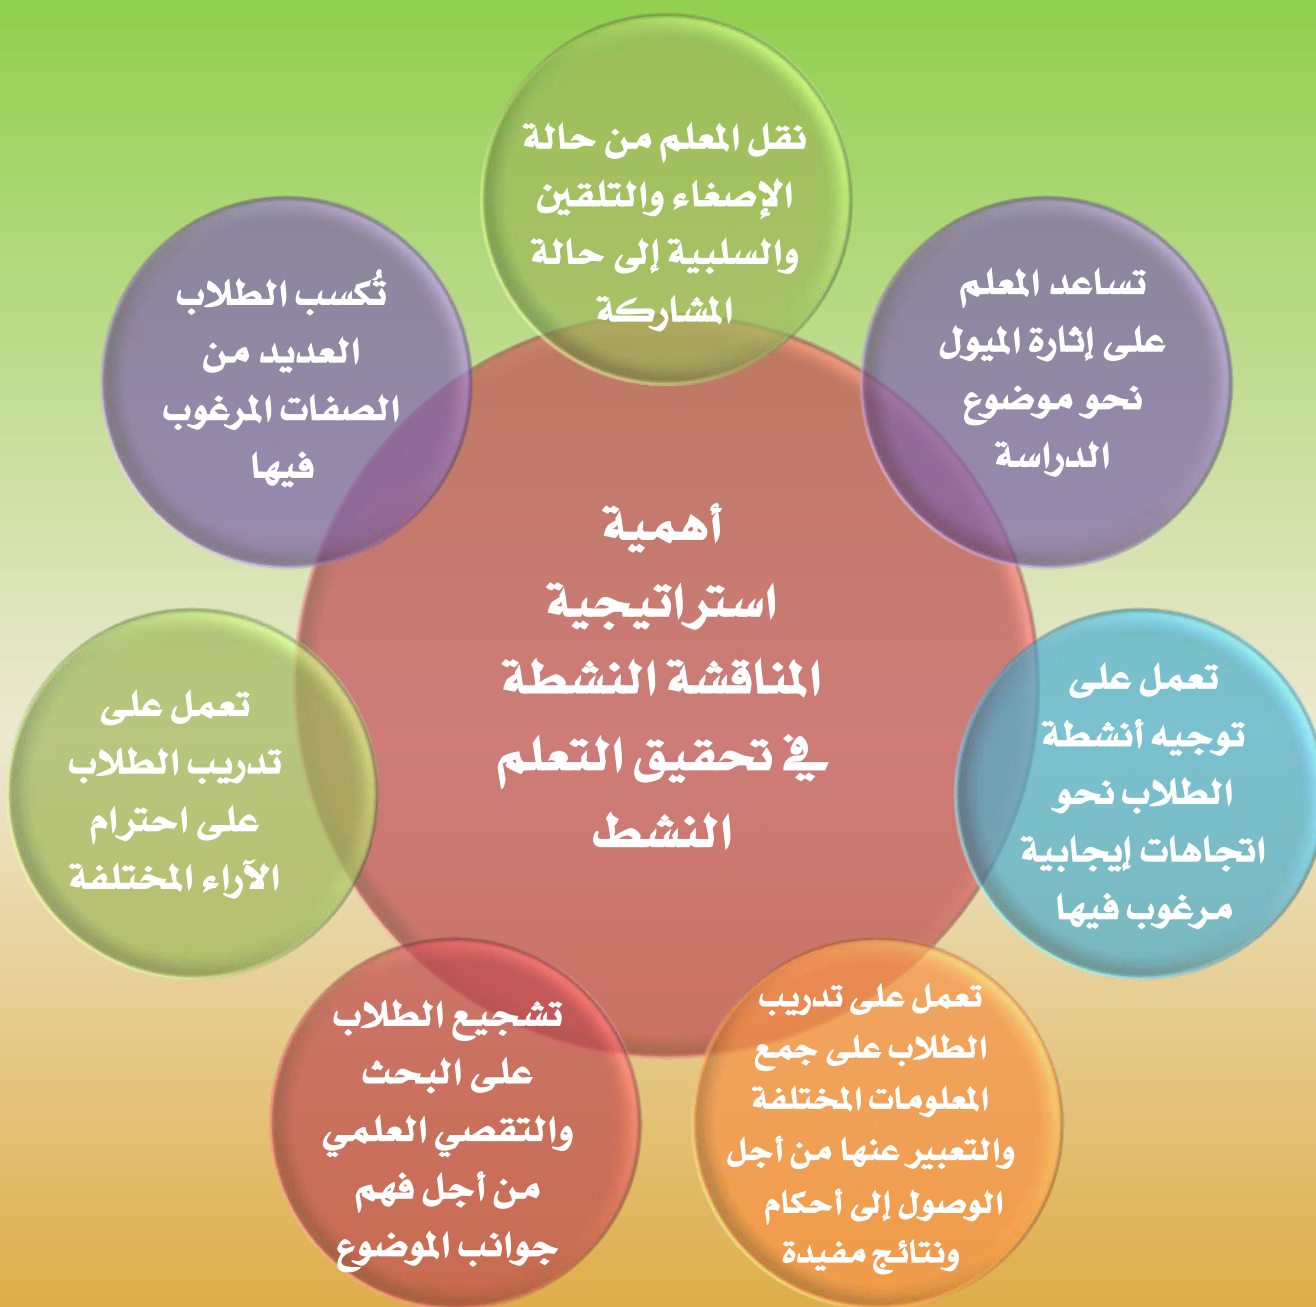 نقل المعلم من حالة
الإصغاء والتلقين
والسلبية إلى حالة
المشاركة
تساعد المعلم
على إثارة الميول
نحو موضوع
الدراسة
تعمل على
توجيه أنشطة
الطلاب نحو
اتجاهات إيجابية
مرغوب فيها
تعمل على تدريب
الطلاب على جمع
المعلومات المختلفة
والتعبير عنها من أجل
الوصول إلى أحكام
ونتائج مفيدة
تشجيع الطلاب
على البحث
والتقصي العلمي
من أجل فهم
جوانب الموضوع
تعمل على
تدريب الطلاب
على احترام
الآراء المختلفة
تُكسب الطلاب
العديد من
الصفات المرغوب
فيها
أهمية
استراتيجية
المناقشة النشطة
في تحقيق التعلم
النشط